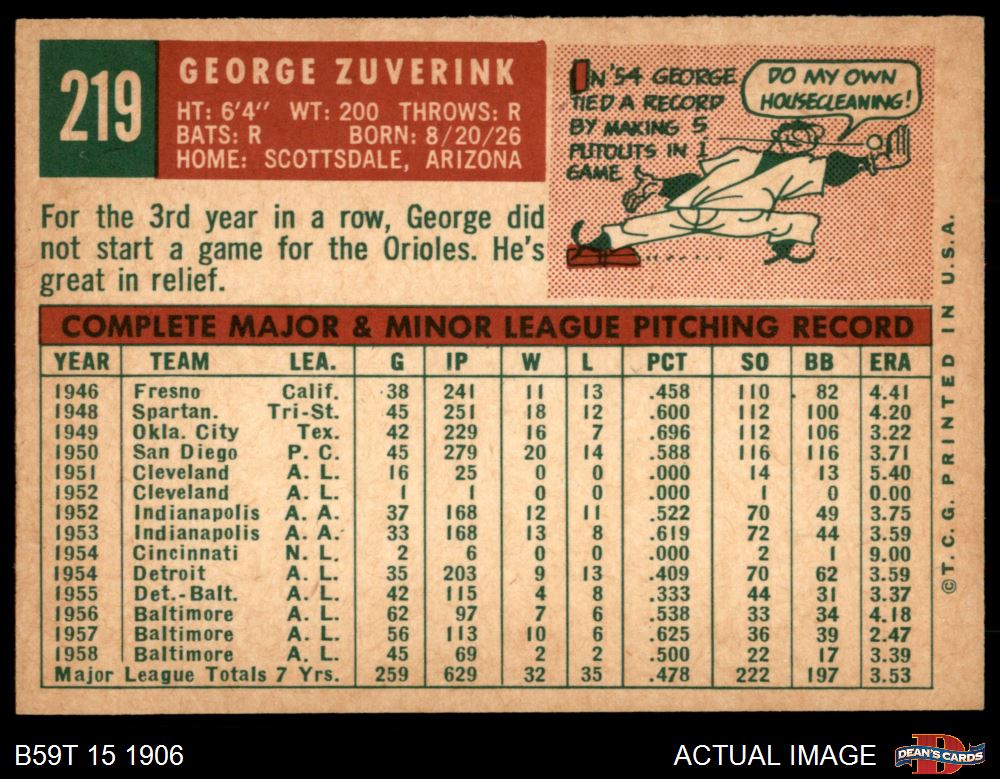 219
GEORGE ZUVERINK
HT: 6'4" WT: 200 THROWS: R
BATS: R BORN: 8/20/26
HOME: SCOTTSDALE, ARIZONA
IN '54 GEORGE
TIED A RECORD
BY MAKING 5
PUTOUTS IN 1
GAME
DO MY OWN
HOUSECLEANING!
For the 3rd year in a row, George did
not start a game for the Orioles. He's
great in relief.
COMPLETE MAJOR & MINOR LEAGUE PITCHING RECORD
YEAR TEAM LEA. G IP W L PCT SO BB ERA
1946 Fresno Calif. 38 241 11 13 .458 110 82 4.41
1948 Spartan. Tri-St. 45 251 18 12 .600 112 100 4.20
1949 Okla. City Tex. 42 229 16 7 .696 112 106 3.22
1950 San Diego P. C. 45 279 20 14 .588 116 116 3.71
1951 Cleveland A. L. 16 25 0 0 .000 14 13 5.40
1952 Cleveland A. L. 1 1 0 0 .000 1 0 0.00
1952 Indianapolis A. A. 37 168 12 11 .522 70 49 3.75
1953 Indianapolis A. A. 33 168 13 8 .619 72 44 3.59
1954 Cincinnati N. L. 2 6 0 0 .000 2 1 9.00
1954 Detroit A. L. 35 203 9 13 .409 70 62 3.59
1955 Det.-Balt. A. L. 42 115 4 8 .333 44 31 3.37
1956 Baltimore A. L. 62 97 7 6 .538 33 34 4.18
1957 Baltimore A. L. 56 113 10 6 .625 36 39 2.47
1958 Baltimore A. L. 45 69 2 2 .500 22 17 3.39
Major League Totals 7 Yrs. 259 629 32 35 .478 222 197 3.53
©T. C. G. PRINTED IN U.S.A.
B59T 15 1906
ACTUAL IMAGE
DEAN'S CARDS